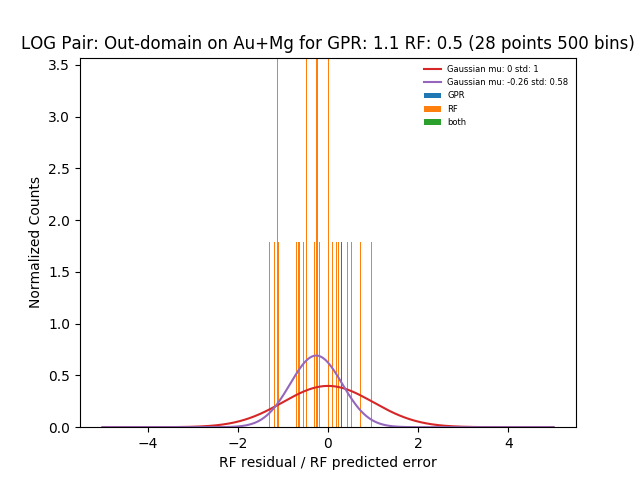 LOG Pair: Out-domain on Au+Mg for GPR: 1.1 RF: 0.5 (28 points 500 bins)
Gaussian mu: 0 std: 1
Gaussian mu: -0.26 std: 0.58
GPR
RF
both
Normalized Counts
3.5
3.0
2.5
2.0
1.5
1.0
0.5
0.0
−4 −2 0 2 4
RF residual / RF predicted error